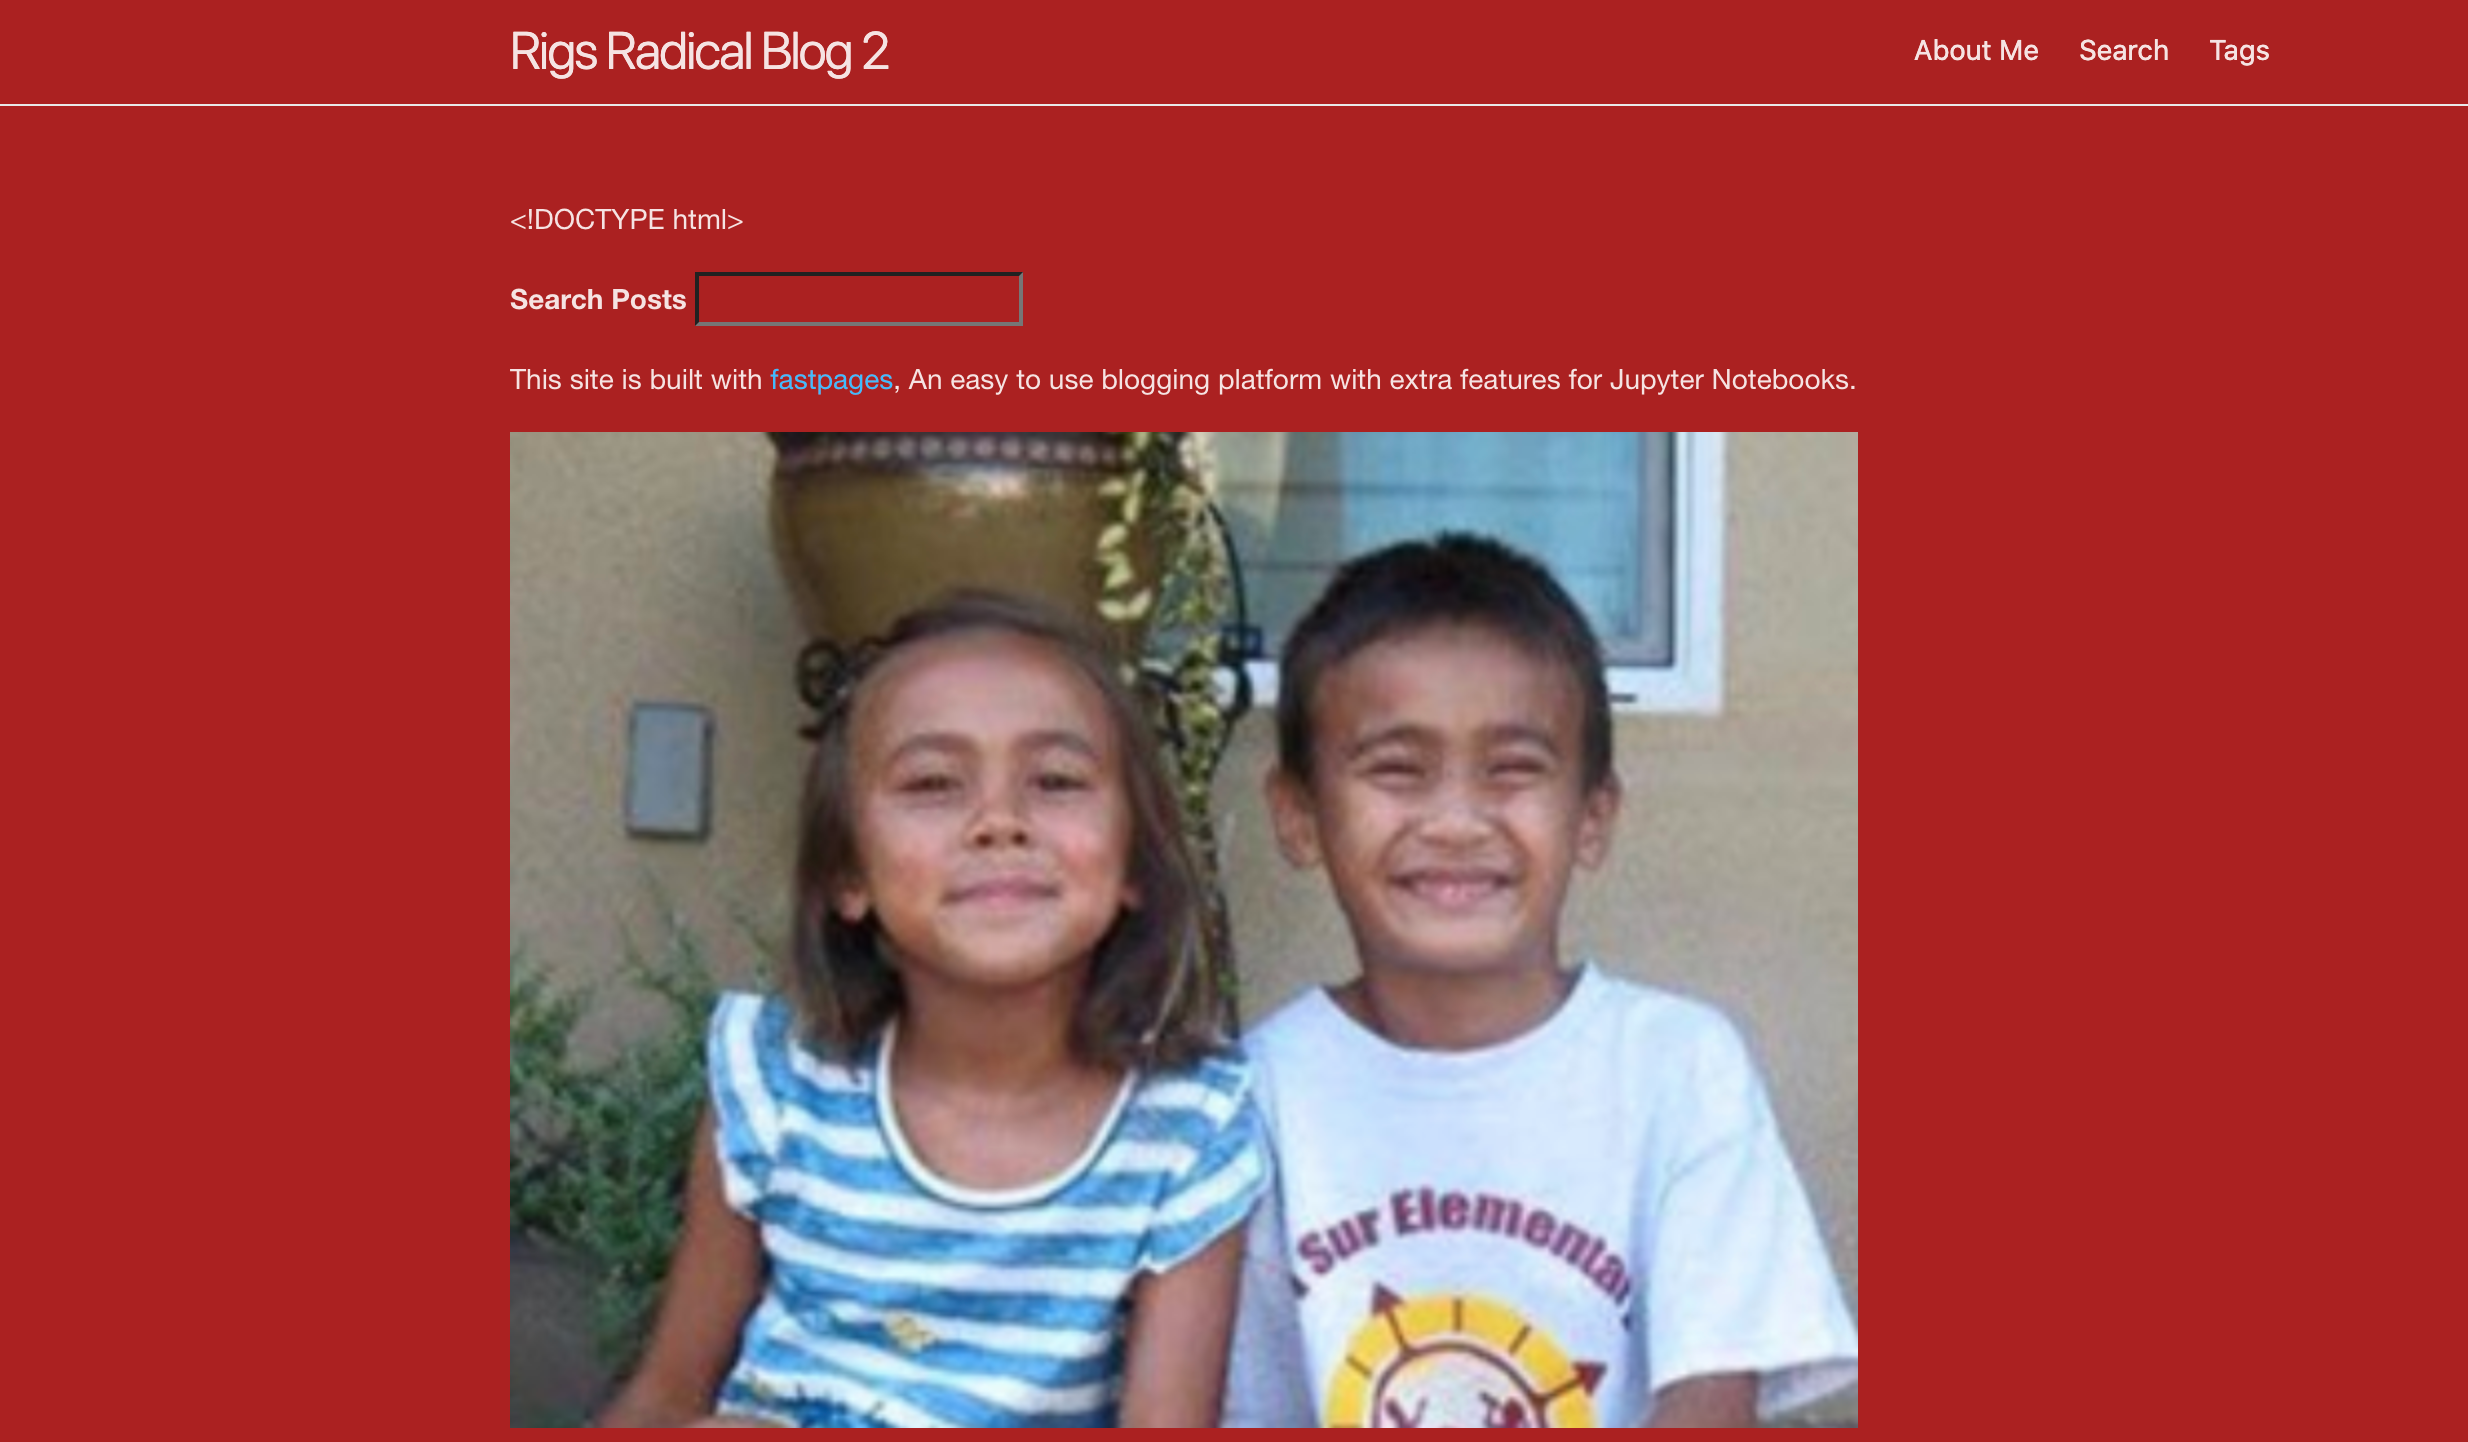 Rigs Radical Blog 2
About Me Search Tags
<!DOCTYPE html>
Search Posts
This site is built with fastpages, An easy to use blogging platform with extra features for Jupyter Notebooks.
Sur